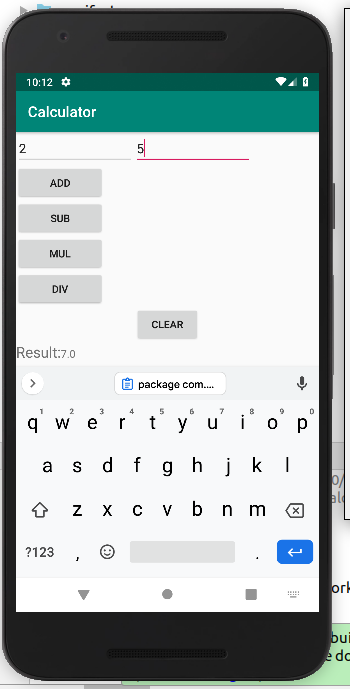 10:12
Calculator
2 5
ADD
SUB
MUL
DIV
CLEAR
Result:7.0
package com....
1 2 3 4 5 6 7 8 9 0
q w e r t y u i o p
a s d f g h j k l
z x c v b n m
?123 , .